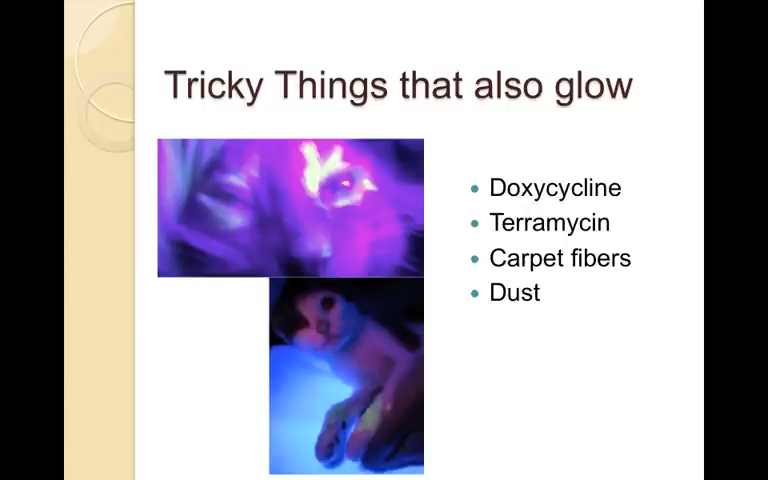 Tricky Things that also glow
Doxycycline
Terramycin
Carpet fibers
Dust